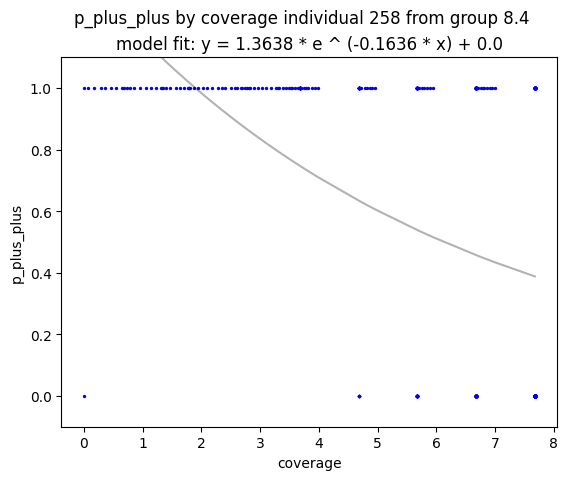 p_plus_plus by coverage individual 258 from group 8.4
model fit: y = 1.3638 * e ^ (-0.1636 * x) + 0.0
1.0
0.8
0.6
0.4
0.2
0.0
p_plus_plus
0 1 2 3 4 5 6 7 8
coverage